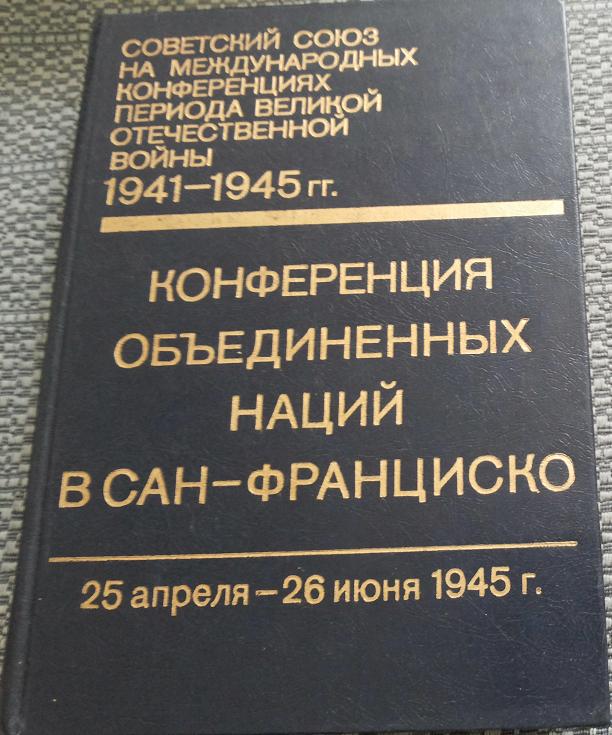 СОВЕТСКИЙ СОЮЗ
НА МЕЖДУНАРОДНЫХ
КОНФЕРЕНЦИЯХ
ПЕРИОДА ВЕЛИКОЙ
ОТЕЧЕСТВЕННОЙ
ВОЙНЫ
1941—1945 гг.
КОНФЕРЕНЦИЯ
ОБЪЕДИНЕННЫХ
НАЦИЙ
В САН-ФРАНЦИСКО
25 апреля — 26 июня 1945 г.